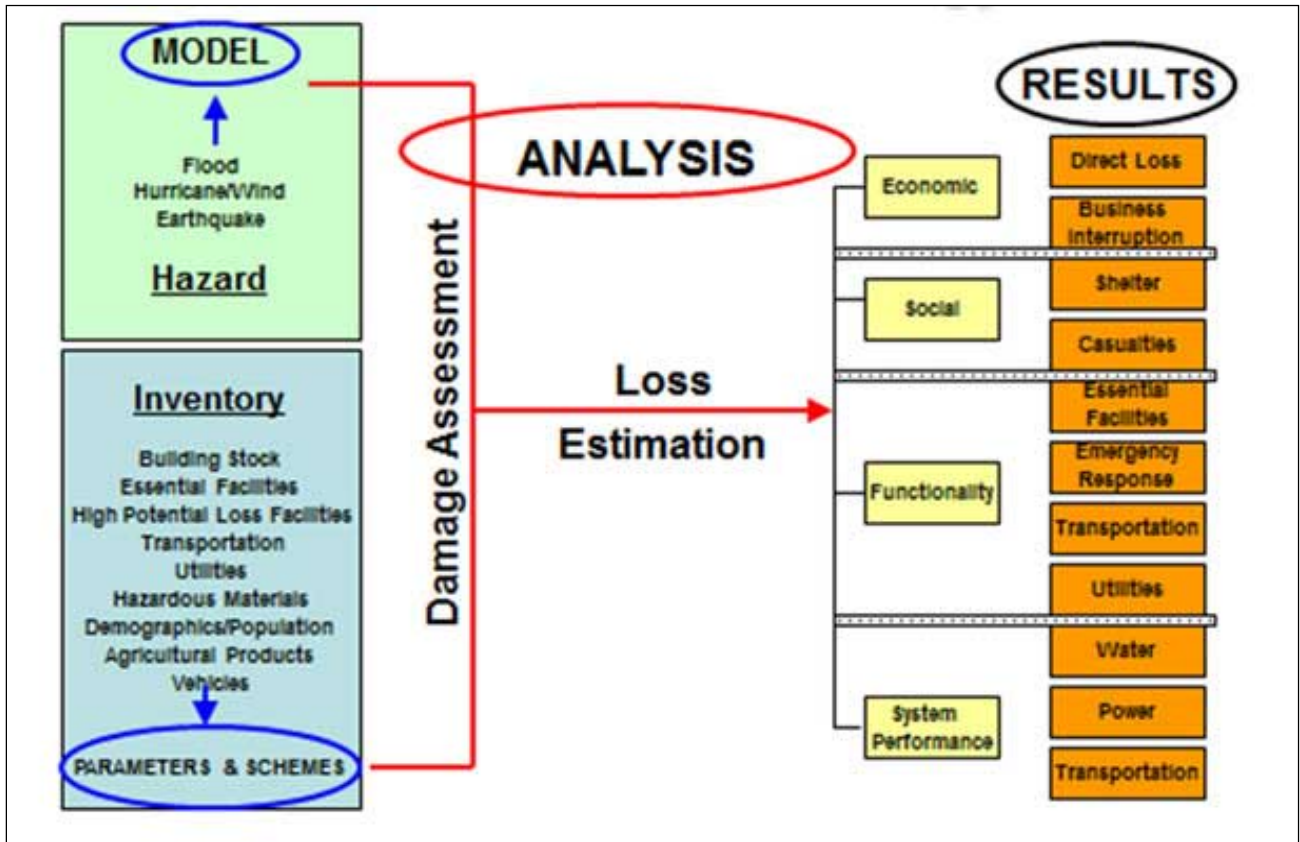 MODEL
Flood
Hurricane/Wind
Earthquake
Hazard
Inventory
Building Stock
Essential Facilities
High Potential Loss Facilities
Transportation
Utilities
Hazardous Materials
Demographics/Population
Agricultural Products
Vehicles
PARAMETERS & SCHEMES
Damage Assessment
ANALYSIS
Loss
Estimation
Economic
Social
Functionality
System
Performance
RESULTS
Direct Loss
Business
Interruption
Shelter
Casualties
Essential
Facilities
Emergency
Response
Transportation
Utilities
Water
Power
Transportation